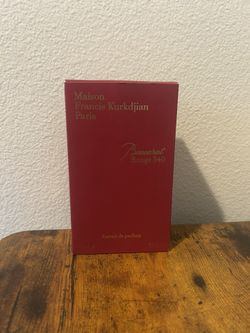 Maison
Francis Kurkdjian
Paris
Baccarat
Rouge 540
Extrait de parfum